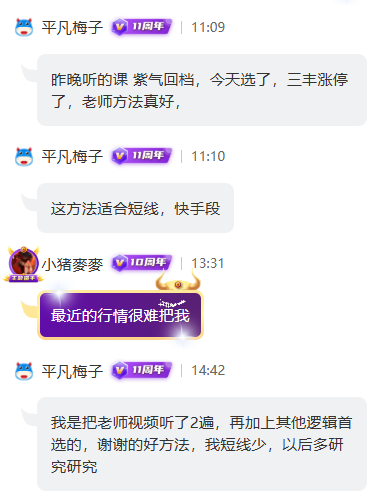 平凡梅子 11周年 11:09
昨晚听的课 紫气回档，今天选了，三丰涨停
了，老师方法真好，
平凡梅子 11周年 11:10
这方法适合短线，快手段
小猪麥麥 10周年 13:31
最近的行情很难把我
平凡梅子 11周年 14:42
我是把老师视频听了2遍，再加上其他逻辑首
选的，谢谢的好方法，我短线少，以后多研
究研究